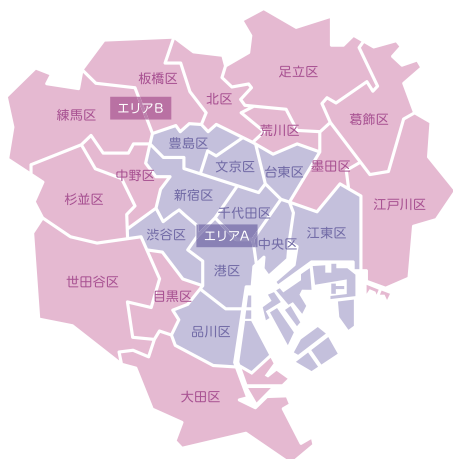 足立区
板橋区
北区
エリアB
練馬区
葛飾区
荒川区
豊島区
文京区
台東区
墨田区
中野区
杉並区
新宿区
江戸川区
千代田区
渋谷区
エリアA
江東区
中央区
港区
世田谷区
目黒区
品川区
大田区